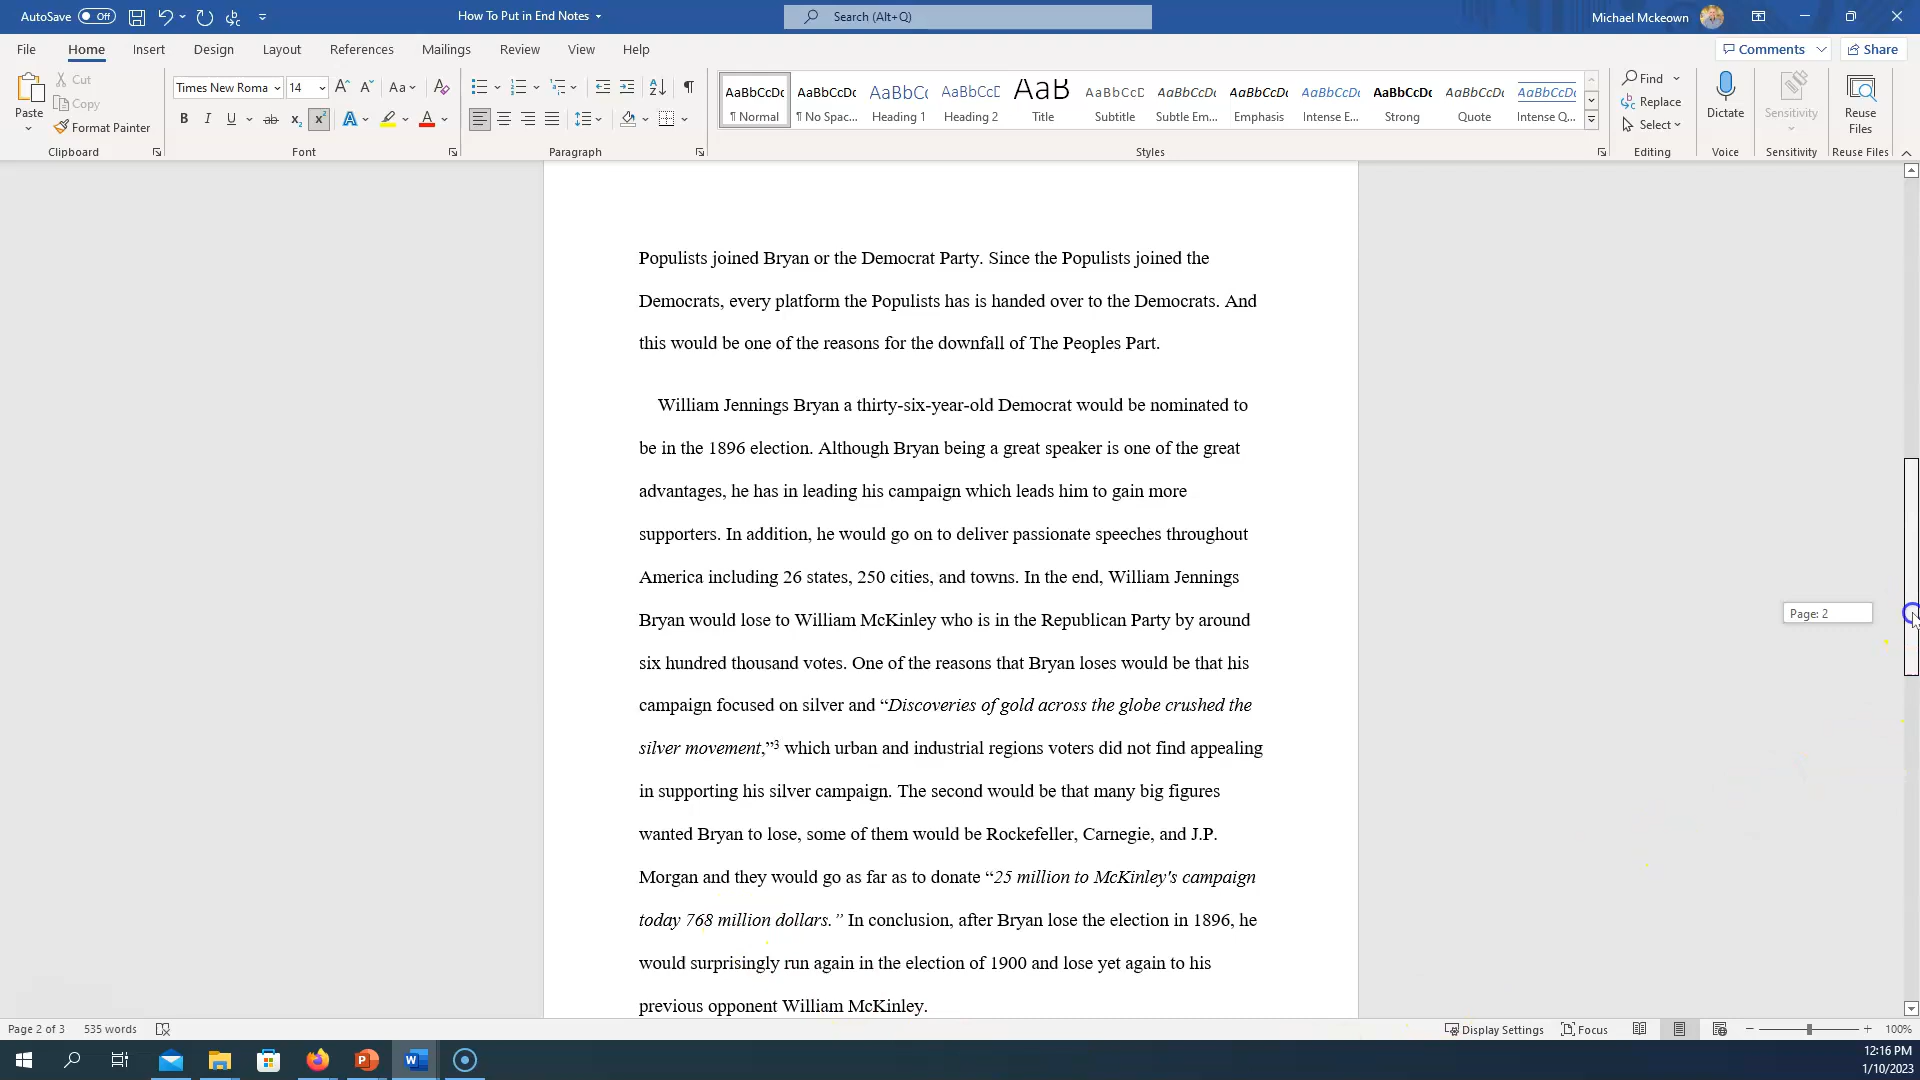 AutoSave Off How To Put in End Notes Search (Alt+Q) Michael Mckeown
File Home Insert Design Layout References Mailings Review View Help Comments Share
Paste Cut Copy Format Painter Clipboard
Times New Roma 14 Aa A A Font
Paragraph
AaBbCcDc AaBbCcDc AaBbCc AaBbCcD AaB AaBbCcD AaBbCcDc AaBbCcDc AaBbCcDc AaBbCcDc AaBbCcDc AaBbCcDc
¶ Normal ¶ No Spac... Heading 1 Heading 2 Title Subtitle Subtle Em... Emphasis Intense E... Strong Quote Intense Q...
Styles
Find Replace Select Editing
Dictate Voice
Sensitivity Sensitivity
Reuse Files Reuse Files
Populists joined Bryan or the Democrat Party. Since the Populists joined the
Democrats, every platform the Populists has is handed over to the Democrats. And
this would be one of the reasons for the downfall of The Peoples Part.
William Jennings Bryan a thirty-six-year-old Democrat would be nominated to
be in the 1896 election. Although Bryan being a great speaker is one of the great
advantages, he has in leading his campaign which leads him to gain more
supporters. In addition, he would go on to deliver passionate speeches throughout
America including 26 states, 250 cities, and towns. In the end, William Jennings
Bryan would lose to William McKinley who is in the Republican Party by around
six hundred thousand votes. One of the reasons that Bryan loses would be that his
campaign focused on silver and “Discoveries of gold across the globe crushed the
silver movement,”³ which urban and industrial regions voters did not find appealing
in supporting his silver campaign. The second would be that many big figures
wanted Bryan to lose, some of them would be Rockefeller, Carnegie, and J.P.
Morgan and they would go as far as to donate “25 million to McKinley's campaign
today 768 million dollars.” In conclusion, after Bryan lose the election in 1896, he
would surprisingly run again in the election of 1900 and lose yet again to his
previous opponent William McKinley.
Page: 2
Page 2 of 3 535 words Display Settings Focus 100%
12:16 PM
1/10/2023